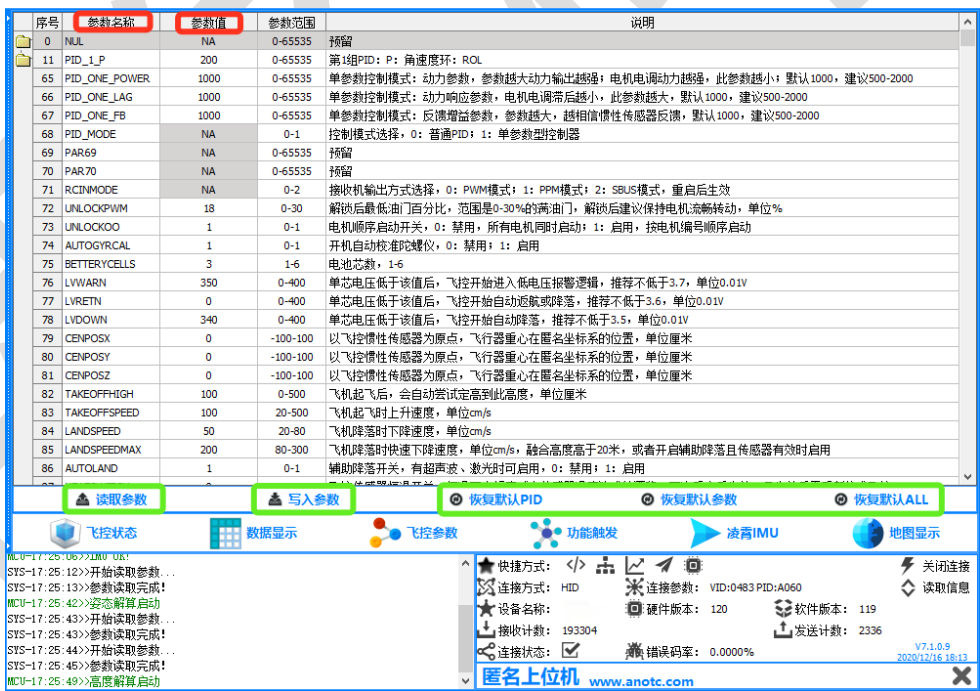 序号 参数名称 参数值 参数范围 说明
0 NUL NA 0-65535 预留
11 PID_1_P 200 0-65535 第1组PID: P: 角速度环: ROL
65 PID_ONE_POWER 1000 0-65535 单参数控制模式: 动力参数, 参数越大动力输出越强; 电机电调动力越强, 此参数越小; 默认1000, 建议500-2000
66 PID_ONE_LAG 1000 0-65535 单参数控制模式: 动力响应参数, 电机电调滞后越小, 此参数越大, 默认1000, 建议500-2000
67 PID_ONE_FB 1000 0-65535 单参数控制模式: 反馈增益参数, 参数越大, 越相信惯性传感器反馈, 默认1000, 建议500-2000
68 PID_MODE NA 0-1 控制模式选择, 0: 普通PID; 1: 单参数型控制器
69 PAR69 NA 0-65535 预留
70 PAR70 NA 0-65535 预留
71 RCINMODE NA 0-2 接收机输出方式选择, 0: PWM模式; 1: PPM模式; 2: SBUS模式, 重启后生效
72 UNLOCKPWM 18 0-30 解锁后最低油门百分比, 范围是0-30%的满油门, 解锁后建议保持电机流畅转动, 单位%
73 UNLOCKOO 1 0-1 电机顺序启动开关, 0: 禁用, 所有电机同时启动; 1: 启用, 按电机编号顺序启动
74 AUTOGYRCAL 1 0-1 开机自动校准陀螺仪, 0: 禁用; 1: 启用
75 BETTERYCELLS 3 1-6 电池芯数, 1-6
76 LVWARN 350 0-400 单芯电压低于该值后, 飞控开始进入低电压报警逻辑, 推荐不低于3.7, 单位0.01V
77 LVRETN 0 0-400 单芯电压低于该值后, 飞控开始自动返航或降落, 推荐不低于3.6, 单位0.01V
78 LVDOWN 340 0-400 单芯电压低于该值后, 飞控开始自动降落, 推荐不低于3.5, 单位0.01V
79 CENPOSX 0 -100-100 以飞控惯性传感器为原点, 飞行器重心在匿名坐标系的位置, 单位厘米
80 CENPOSY 0 -100-100 以飞控惯性传感器为原点, 飞行器重心在匿名坐标系的位置, 单位厘米
81 CENPOSZ 0 -100-100 以飞控惯性传感器为原点, 飞行器重心在匿名坐标系的位置, 单位厘米
82 TAKEOFFHIGH 100 0-500 飞机起飞后, 会自动尝试定高到此高度, 单位厘米
83 TAKEOFFSPEED 100 20-500 飞机起飞时上升速度, 单位cm/s
84 LANDSPEED 50 20-80 飞机降落时下降速度, 单位cm/s
85 LANDSPEEDMAX 200 80-300 飞机降落时快速下降速度, 单位cm/s, 融合高度高于20米, 或者开启辅助降落且传感器有效时启用
86 AUTOLAND 1 0-1 辅助降落开关, 有超声波、激光时可启用, 0: 禁用; 1: 启用
读取参数 写入参数 恢复默认PID 恢复默认参数 恢复默认ALL
飞控状态 数据显示 飞控参数 功能触发 凌霄IMU 地图显示
MCU-17:25:06>>IMU OK!
SYS-17:25:12>>开始读取参数...
SYS-17:25:13>>参数读取完成!
MCU-17:25:42>>姿态解算启动
SYS-17:25:43>>开始读取参数...
SYS-17:25:43>>参数读取完成!
SYS-17:25:44>>开始读取参数...
SYS-17:25:45>>参数读取完成!
MCU-17:25:49>>高度解算启动
快捷方式: 关闭连接
连接方式: HID 连接参数: VID:0483 PID:A060 读取信息
设备名称: 硬件版本: 120 软件版本: 119
接收计数: 193304 发送计数: 2336
连接状态: 错误码率: 0.0000% V7.1.0.9
2020/12/16 18:13
匿名上位机 www.anotc.com